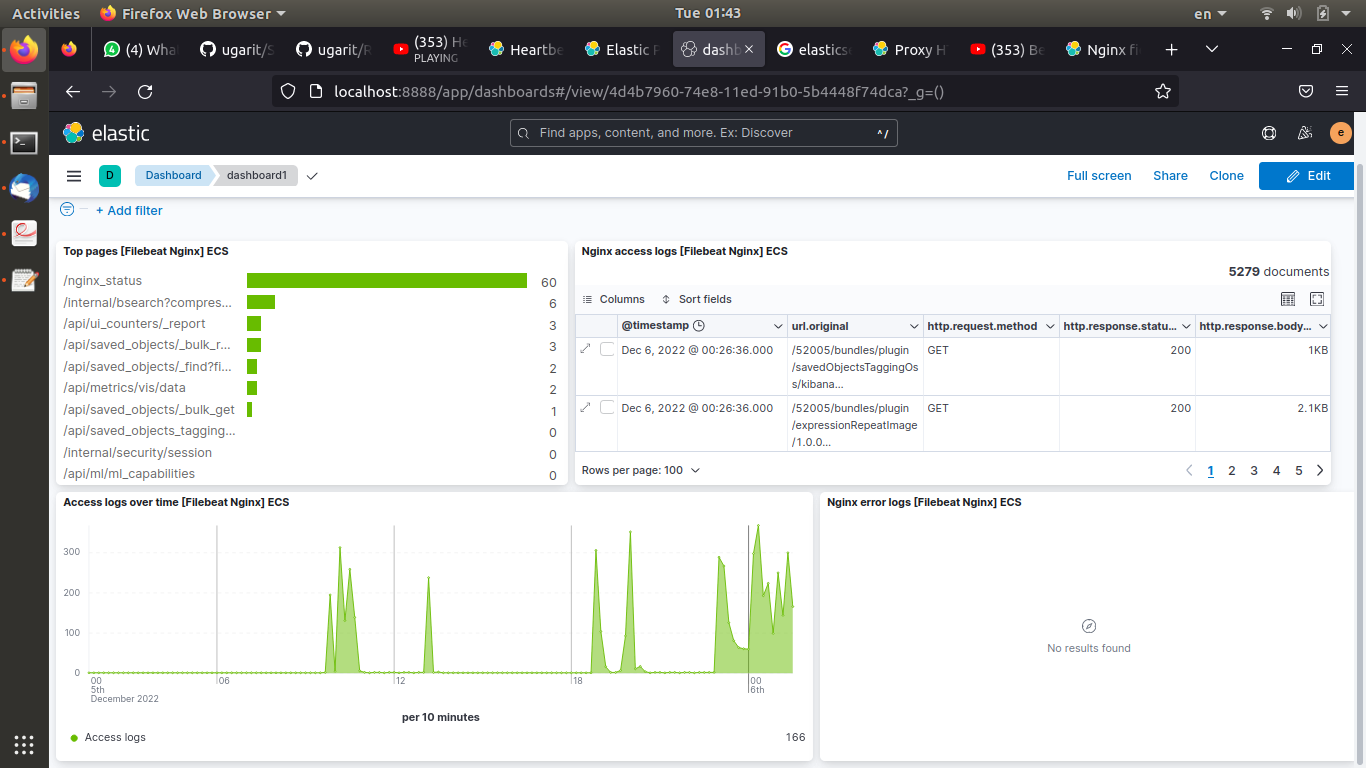 Activities
Firefox Web Browser
Tue 01:43
en
(4) Wha
ugarit/S
ugarit/R
(353) He
PLAYING
Heartbe
Elastic P
dashb
elasticse
Proxy H
(353) Be
Nginx fi
localhost:8888/app/dashboards#/view/4d4b7960-74e8-11ed-91b0-5b4448f74dca?_g=()
elastic
Find apps, content, and more. Ex: Discover
^/
e
D
Dashboard
dashboard1
Full screen
Share
Clone
Edit
+ Add filter
Top pages [Filebeat Nginx] ECS
/nginx_status 60
/internal/bsearch?compres... 6
/api/ui_counters/_report 3
/api/saved_objects/_bulk_r... 3
/api/saved_objects/_find?fi... 2
/api/metrics/vis/data 2
/api/saved_objects/_bulk_get 1
/api/saved_objects_tagging... 0
/internal/security/session 0
/api/ml/ml_capabilities 0
Nginx access logs [Filebeat Nginx] ECS
5279 documents
Columns
Sort fields
@timestamp
url.original
http.request.method
http.response.statu...
http.response.body...
Dec 6, 2022 @ 00:26:36.000
/52005/bundles/plugin
/savedObjectsTaggingOs
s/kibana...
GET
200
1KB
Dec 6, 2022 @ 00:26:36.000
/52005/bundles/plugin
/expressionRepeatImage
/1.0.0...
GET
200
2.1KB
Rows per page: 100
1 2 3 4 5
Access logs over time [Filebeat Nginx] ECS
300
200
100
0
00
5th
December 2022
06
12
18
00
6th
per 10 minutes
Access logs
166
Nginx error logs [Filebeat Nginx] ECS
No results found